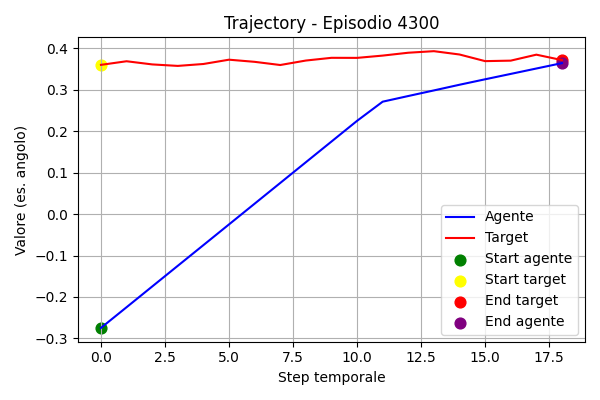 Trajectory - Episodio 4300
Valore (es. angolo)
0.4
0.3
0.2
0.1
0.0
−0.1
−0.2
−0.3
Agente
Target
Start agente
Start target
End target
End agente
0.0 2.5 5.0 7.5 10.0 12.5 15.0 17.5
Step temporale